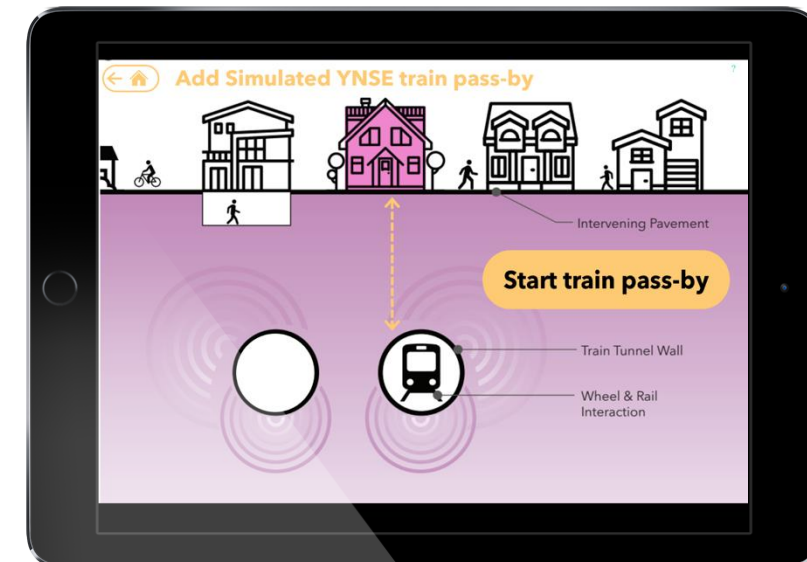 Add Simulated YNSE train pass-by
?
Intervening Pavement
Start train pass-by
Train Tunnel Wall
Wheel & Rail
Interaction